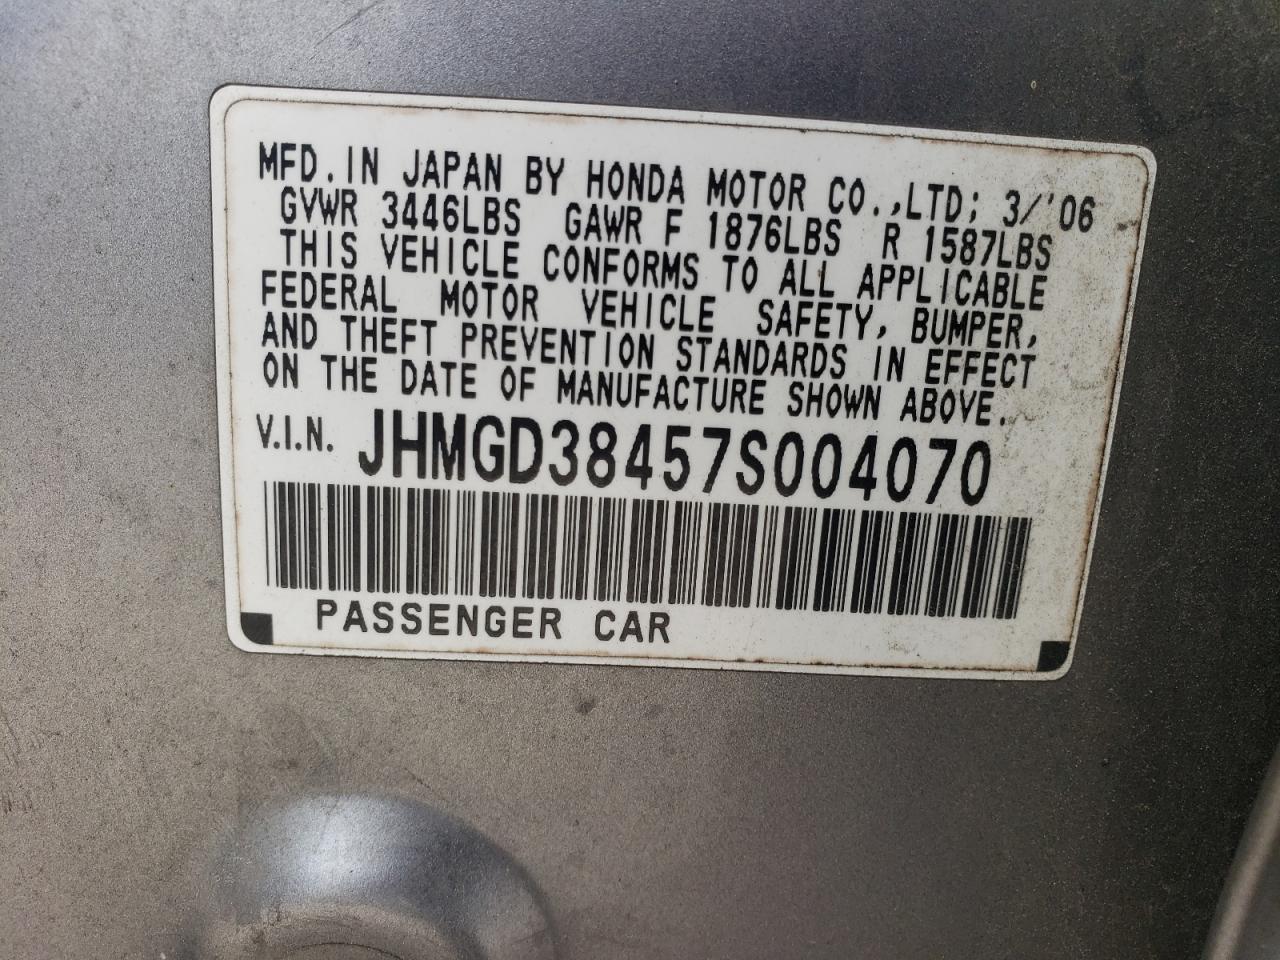 MFD. IN JAPAN BY HONDA MOTOR CO.,LTD; 3/'06
GVWR 3446LBS GAWR F 1876LBS R 1587LBS
THIS VEHICLE CONFORMS TO ALL APPLICABLE
FEDERAL MOTOR VEHICLE SAFETY, BUMPER,
AND THEFT PREVENTION STANDARDS IN EFFECT
ON THE DATE OF MANUFACTURE SHOWN ABOVE.
V.I.N. JHMGD38457S004070
PASSENGER CAR